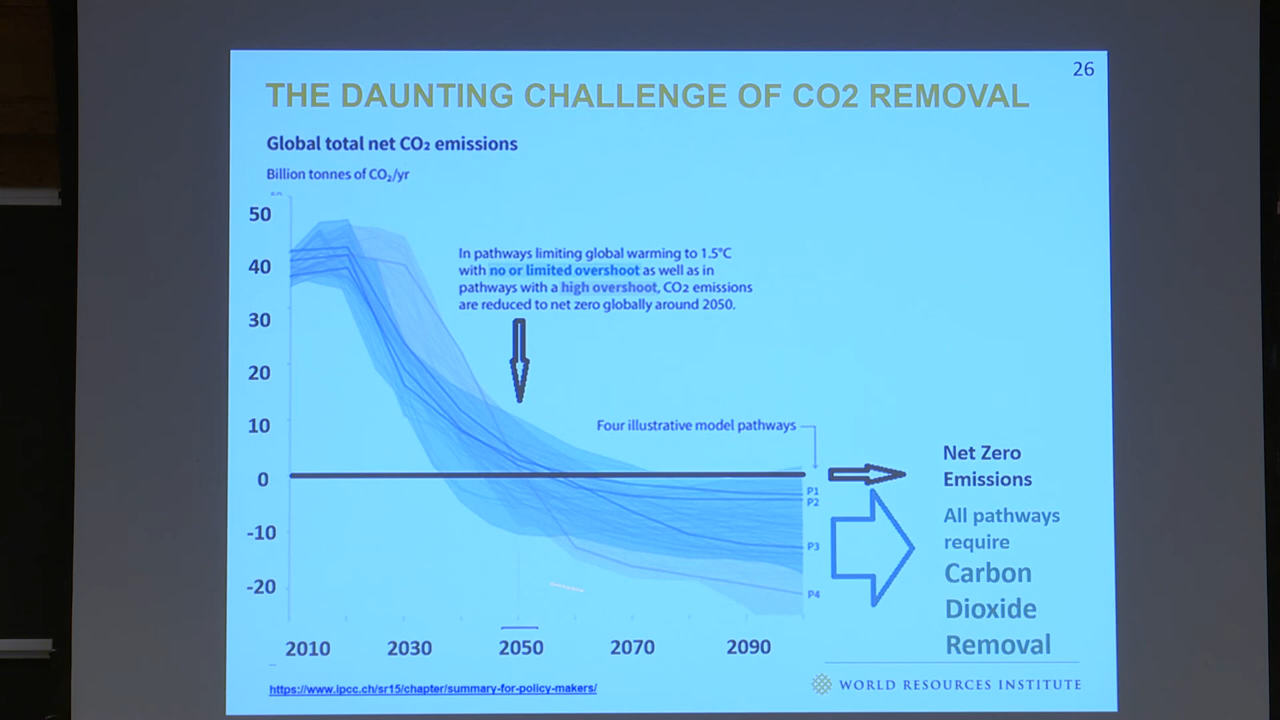 26
THE DAUNTING CHALLENGE OF CO2 REMOVAL
Global total net CO₂ emissions
Billion tonnes of CO₂/yr
50
40
30
20
10
0
-10
-20
In pathways limiting global warming to 1.5°C
with no or limited overshoot as well as in
pathways with a high overshoot, CO2 emissions
are reduced to net zero globally around 2050.
Four illustrative model pathways
P1
P2
P3
P4
Net Zero
Emissions
All pathways
require
Carbon
Dioxide
Removal
2010 2030 2050 2070 2090
https://www.ipcc.ch/sr15/chapter/summary-for-policy-makers/
WORLD RESOURCES INSTITUTE